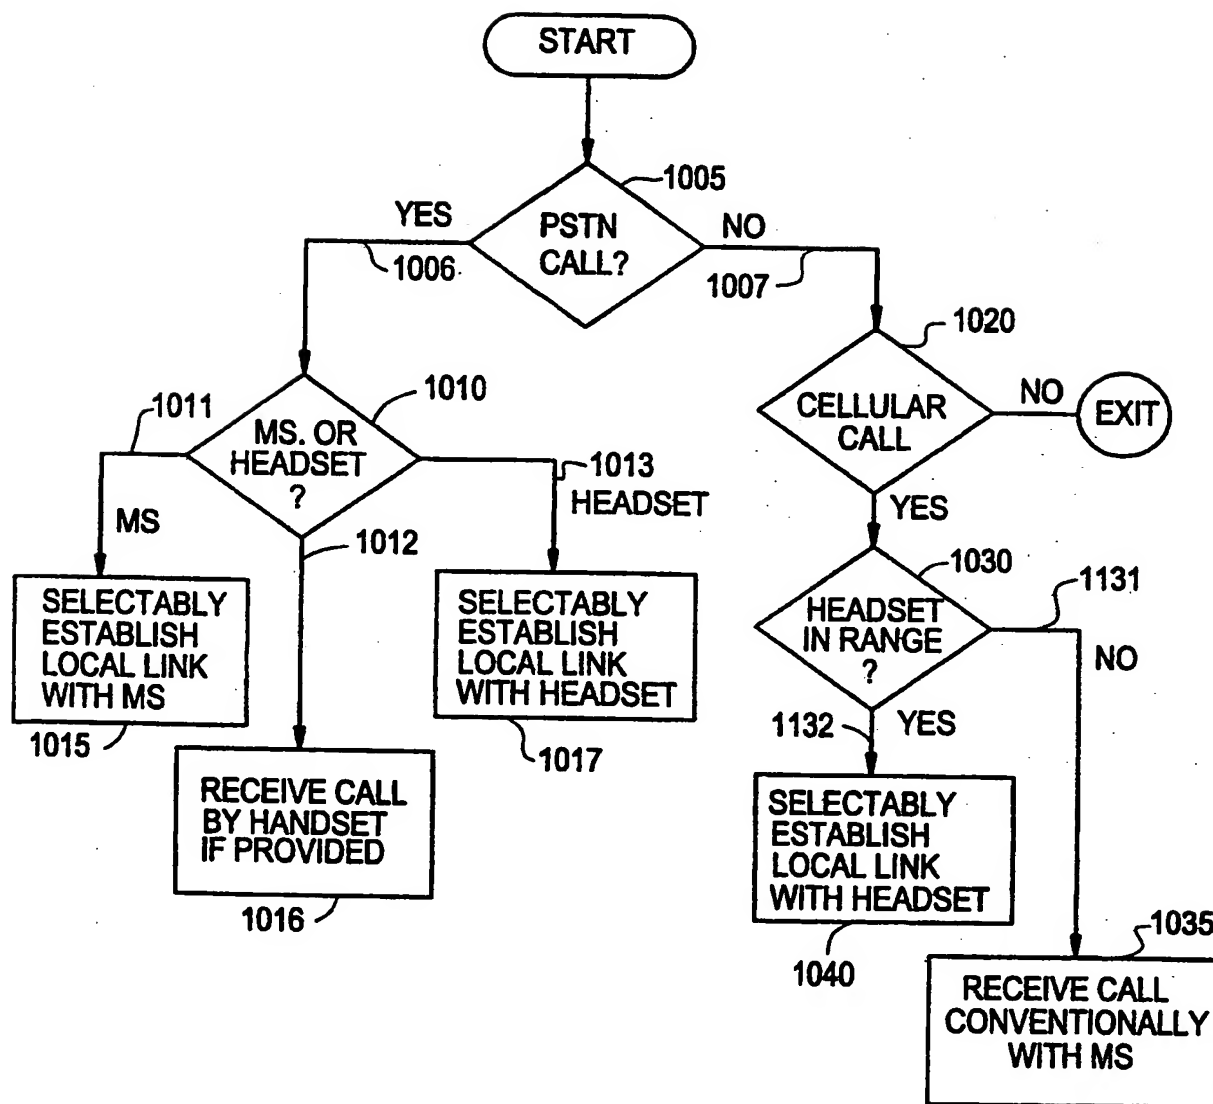 START
1005
YES
PSTN
CALL?
NO
1006
1007
1020
CELLULAR
CALL
NO
EXIT
1011
1010
MS. OR
HEADSET
?
1013
HEADSET
MS
1012
YES
1030
1131
HEADSET
IN RANGE
?
NO
SELECTABLY
ESTABLISH
LOCAL LINK
WITH MS
1015
SELECTABLY
ESTABLISH
LOCAL LINK
WITH HEADSET
1017
1132
YES
RECEIVE CALL
BY HANDSET
IF PROVIDED
1016
SELECTABLY
ESTABLISH
LOCAL LINK
WITH HEADSET
1040
1035
RECEIVE CALL
CONVENTIONALLY
WITH MS